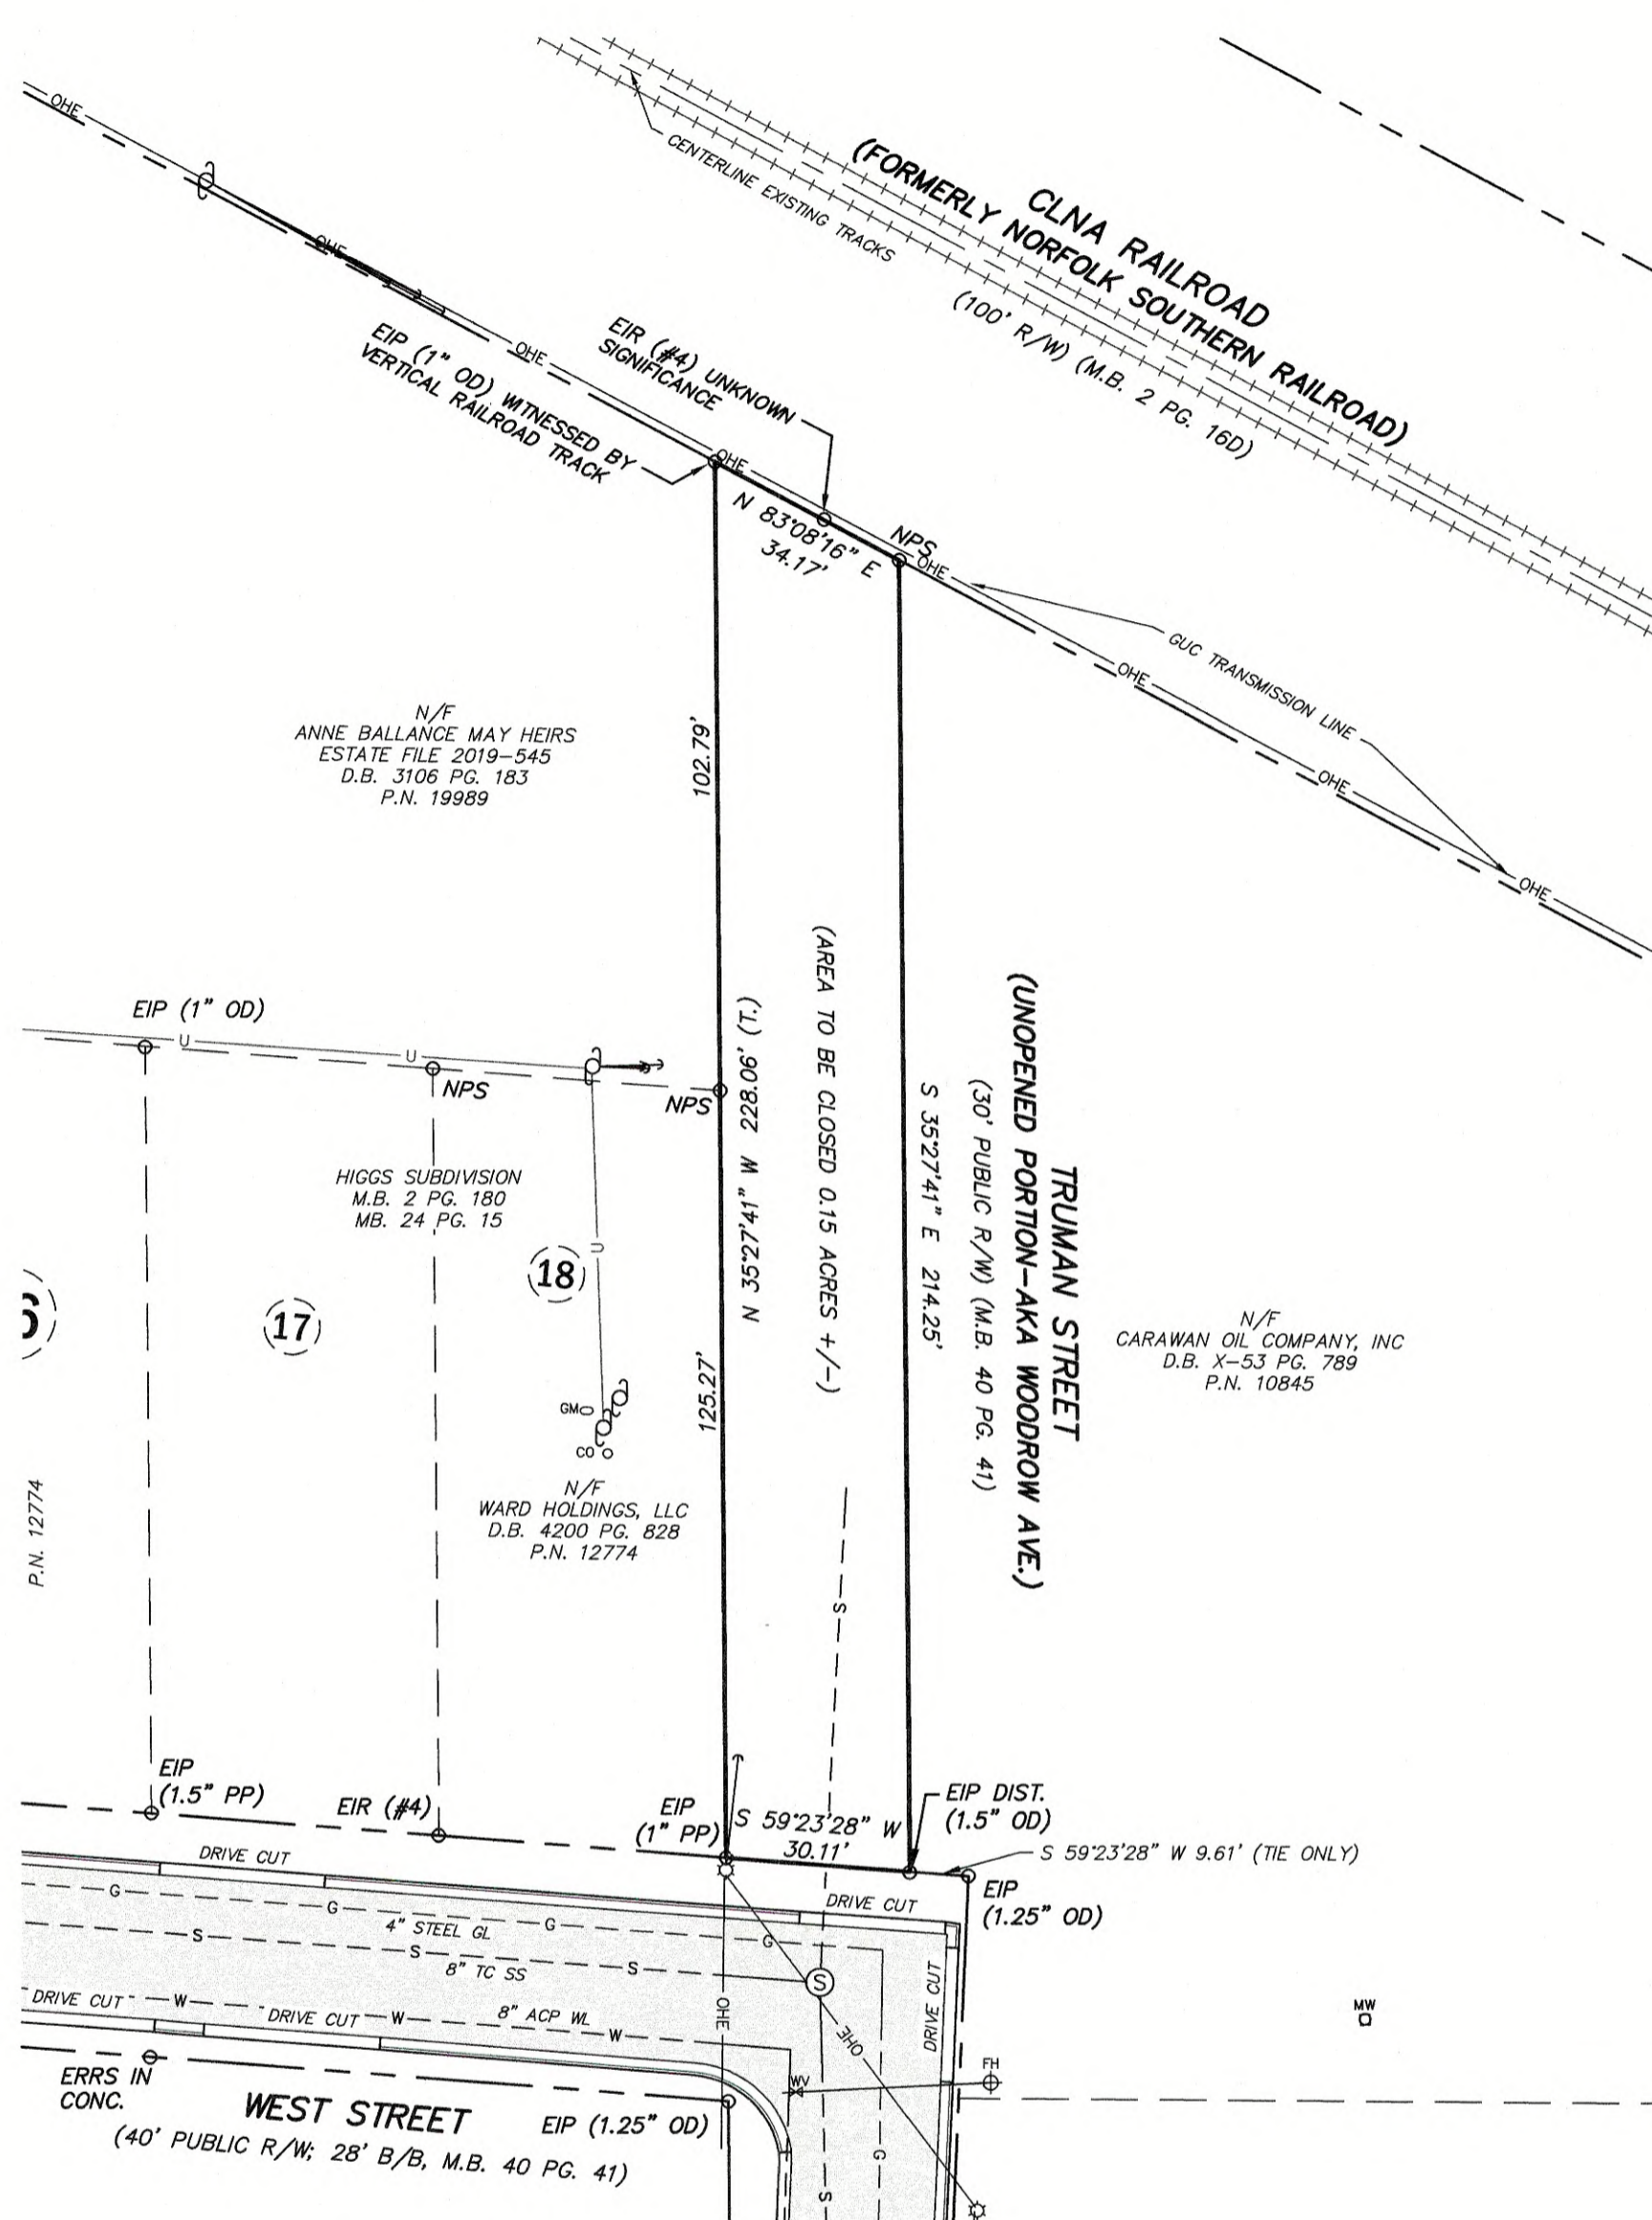 OHE
OHE
OHE
OHE
OHE
OHE
OHE
OHE
CENTERLINE EXISTING TRACKS
CLNA RAILROAD
(FORMERLY NORFOLK SOUTHERN RAILROAD)
(100' R/W) (M.B. 2 PG. 16D)
EIR (#4) UNKNOWN
SIGNIFICANCE
EIP (1" OD) WITNESSED BY
VERTICAL RAILROAD TRACK
N 83°08'16" E
34.17'
NPS
GUC TRANSMISSION LINE
N/F
ANNE BALLANCE MAY HEIRS
ESTATE FILE 2019-545
D.B. 3106 PG. 183
P.N. 19989
102.79'
N 35°27'41" W 228.06' (T.)
(AREA TO BE CLOSED 0.15 ACRES +/-)
S 35°27'41" E 214.25'
TRUMAN STREET
(UNOPENED PORTION-AKA WOODROW AVE.)
(30' PUBLIC R/W) (M.B. 40 PG. 41)
EIP (1" OD)
U
U
NPS
NPS
HIGGS SUBDIVISION
M.B. 2 PG. 180
MB. 24 PG. 15
U
6
17
18
125.27'
GM
CO
N/F
CARAWAN OIL COMPANY, INC
D.B. X-53 PG. 789
P.N. 10845
P.N. 12774
N/F
WARD HOLDINGS, LLC
D.B. 4200 PG. 828
P.N. 12774
S
EIP
(1.5" PP)
EIR (#4)
EIP
(1" PP)
S 59°23'28" W
30.11'
EIP DIST.
(1.5" OD)
S 59°23'28" W 9.61' (TIE ONLY)
EIP
(1.25" OD)
DRIVE CUT
DRIVE CUT
G
G
G
G
4" STEEL GL
S
S
S
8" TC SS
S
DRIVE CUT
W
DRIVE CUT
W
8" ACP WL
W
OHE
OHE
DRIVE CUT
MW
FH
WV
ERRS IN
CONC.
WEST STREET
(40' PUBLIC R/W; 28' B/B, M.B. 40 PG. 41)
EIP (1.25" OD)
G
S